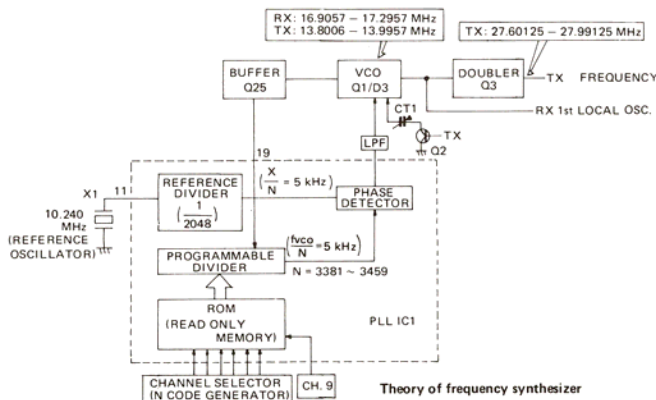 RX: 16.9057 – 17.2957 MHz
TX: 13.8006 – 13.9957 MHz
TX: 27.60125 – 27.99125 MHz
BUFFER
Q25
VCO
Q1/D3
DOUBLER
Q3
TX FREQUENCY
RX 1st LOCAL OSC.
CT1
TX
Q2
LPF
19
X1
11
REFERENCE
DIVIDER
( 1 / 2048 )
( X / N = 5 kHz)
PHASE
DETECTOR
10.240
MHz
(REFERENCE
OSCILLATOR)
( fvco / N = 5 kHz)
PROGRAMMABLE
DIVIDER
N = 3381 ~ 3459
ROM
(READ ONLY
MEMORY)
PLL IC1
CHANNEL SELECTOR
(N CODE GENERATOR)
CH. 9
Theory of frequency synthesizer